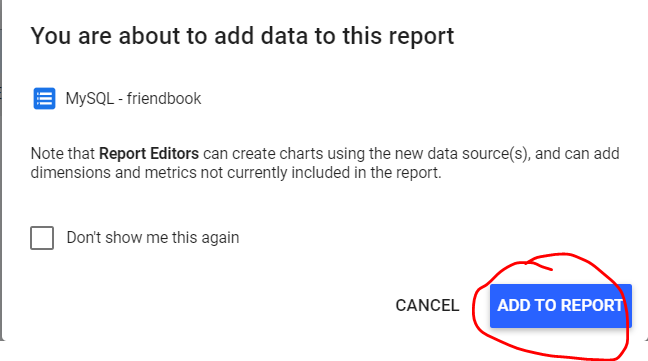 You are about to add data to this report
MySQL - friendbook
Note that Report Editors can create charts using the new data source(s), and can add
dimensions and metrics not currently included in the report.
Don't show me this again
CANCEL
ADD TO REPORT